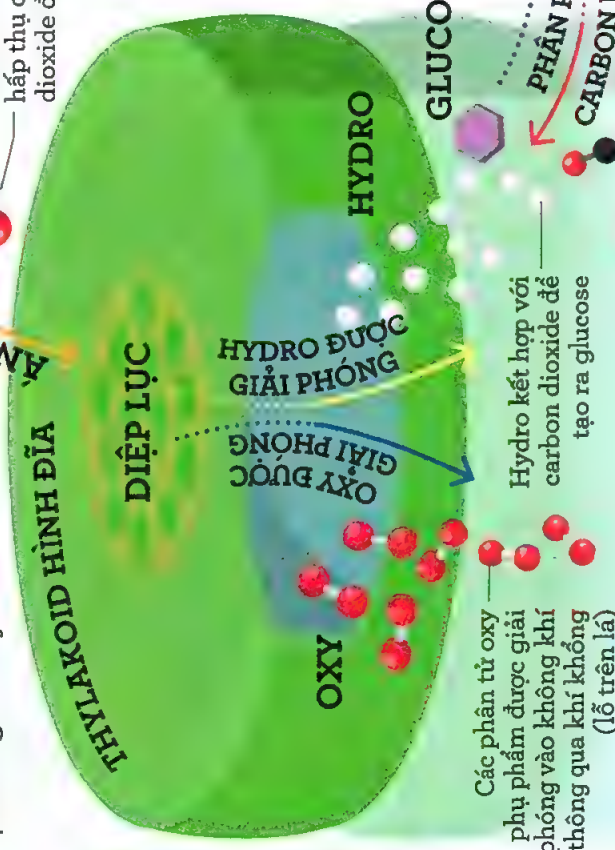 hấp thụ
dioxide
THYLAKOID HÌNH ĐĨA
DIỆP LỤC
HYDRO ĐƯỢC
GIẢI PHÓNG
OXY ĐƯỢC
GIẢI PHÓNG
OXY
HYDRO
GLUCO
PHÂN
CARBON
Các phân tử oxy
phụ phẩm được giải
phóng vào không khí
thông qua khí khổng
(lỗ trên lá)
Hydro kết hợp với
carbon dioxide để
tạo ra glucose